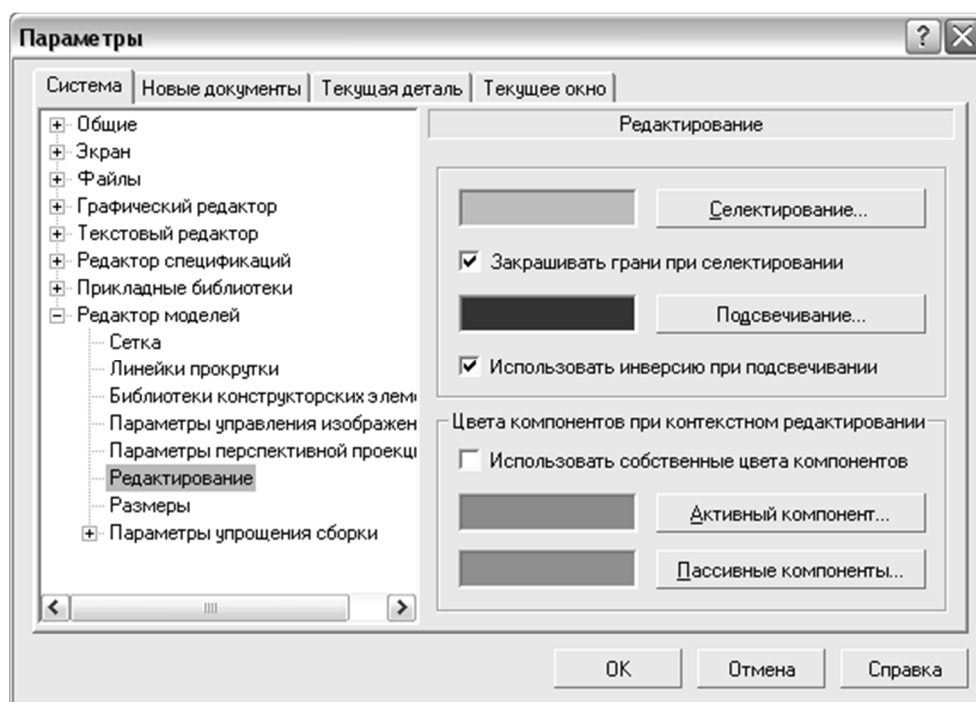 Параметры
Система
Новые документы
Текущая деталь
Текущее окно
Общие
Экран
Файлы
Графический редактор
Текстовый редактор
Редактор спецификаций
Прикладные библиотеки
Редактор моделей
Сетка
Линейки прокрутки
Библиотеки конструкторских элем
Параметры управления изображен
Параметры перспективной проекц
Редактирование
Размеры
Параметры упрощения сборки
Редактирование
Селектирование...
Закрашивать грани при селектировании
Подсвечивание...
Использовать инверсию при подсвечивании
Цвета компонентов при контекстном редактировании
Использовать собственные цвета компонентов
Активный компонент...
Пассивные компоненты...
OK
Отмена
Справка